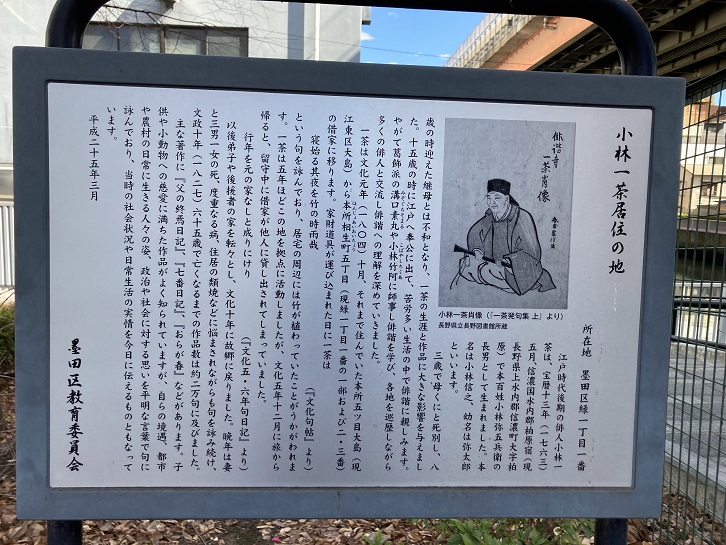 小林一茶居住の地
所在地　墨田区緑一丁目一番
江戸時代後期の俳人小林一
茶は、宝暦十三年（一七六三）
五月、信濃国水内郡柏原宿（現
長野県上水内郡信濃町大字柏
原）で本百姓小林弥五兵衛の
長男として生まれました。本
名は小林信之、幼名は弥太郎
といいます。
三歳で母くにと死別し、八
俳諧寺
一茶肖像
小林一茶肖像（『一茶発句集 上』より）
長野県立長野図書館所蔵
歳の時迎えた継母とは不和となり、一茶の生涯と作品に大きな影響を与えまし
た。十五歳の時に江戸へ奉公に出て、苦労多い生活の中で俳諧に親しみます。
やがて葛飾派の溝口素丸や小林竹阿に師事し俳諧を学び、各地を巡歴しながら
多くの俳人と交流し俳諧への理解を深めていきました。
一茶は文化元年（一八〇四）十月、それまで住んでいた本所五ツ目大島（現
江東区大島）から本所相生町五丁目（現緑一丁目一番の一部および二・三番）
の借家に移ります。家財道具が運び込まれた日に一茶は
寝始る其夜を竹の時雨哉　（『文化句帖』より）
という句を詠んでおり、居宅の周辺には竹が植わっていたことがうかがわれま
す。一茶は五年ほどこの地を拠点に活動しましたが、文化五年十二月に旅から
帰ると、留守中に借家が他人に貸し出されてしまっていました。
行年を元の家なしと成りにけり　（『文化五・六年句日記』より）
以後弟子や後援者の家を転々とし、文化十年に故郷に戻りました。晩年は妻
と三男一女の死、度重なる病、住居の類焼などに悩まされながらも句を詠み続け、
文政十年（一八二七）六十五歳で亡くなるまでの作品数は約二万句に及びました。
主な著作に、『父の終焉日記』、『七番日記』、『おらが春』などがあります。子
供や小動物への慈愛に満ちた作品がよく知られていますが、自らの境遇、都市
や農村の日常に生きる人々の姿、政治や社会に対する思いを平明な言葉で句に
詠んでおり、当時の社会状況や日常生活の実情を今日に伝えるものともなって
います。
平成二十五年三月
墨田区教育委員会